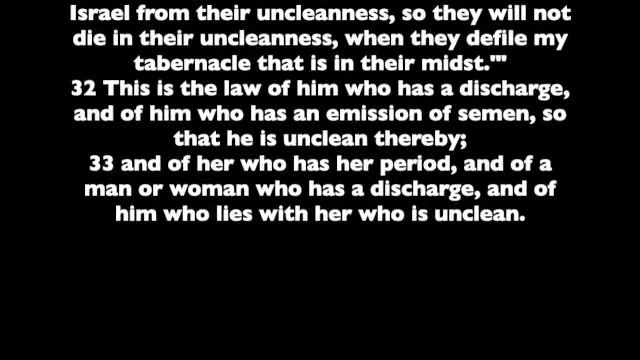 Israel from their uncleanness, so they will not
die in their uncleanness, when they defile my
tabernacle that is in their midst.'"
32 This is the law of him who has a discharge,
and of him who has an emission of semen, so
that he is unclean thereby;
33 and of her who has her period, and of a
man or woman who has a discharge, and of
him who lies with her who is unclean.